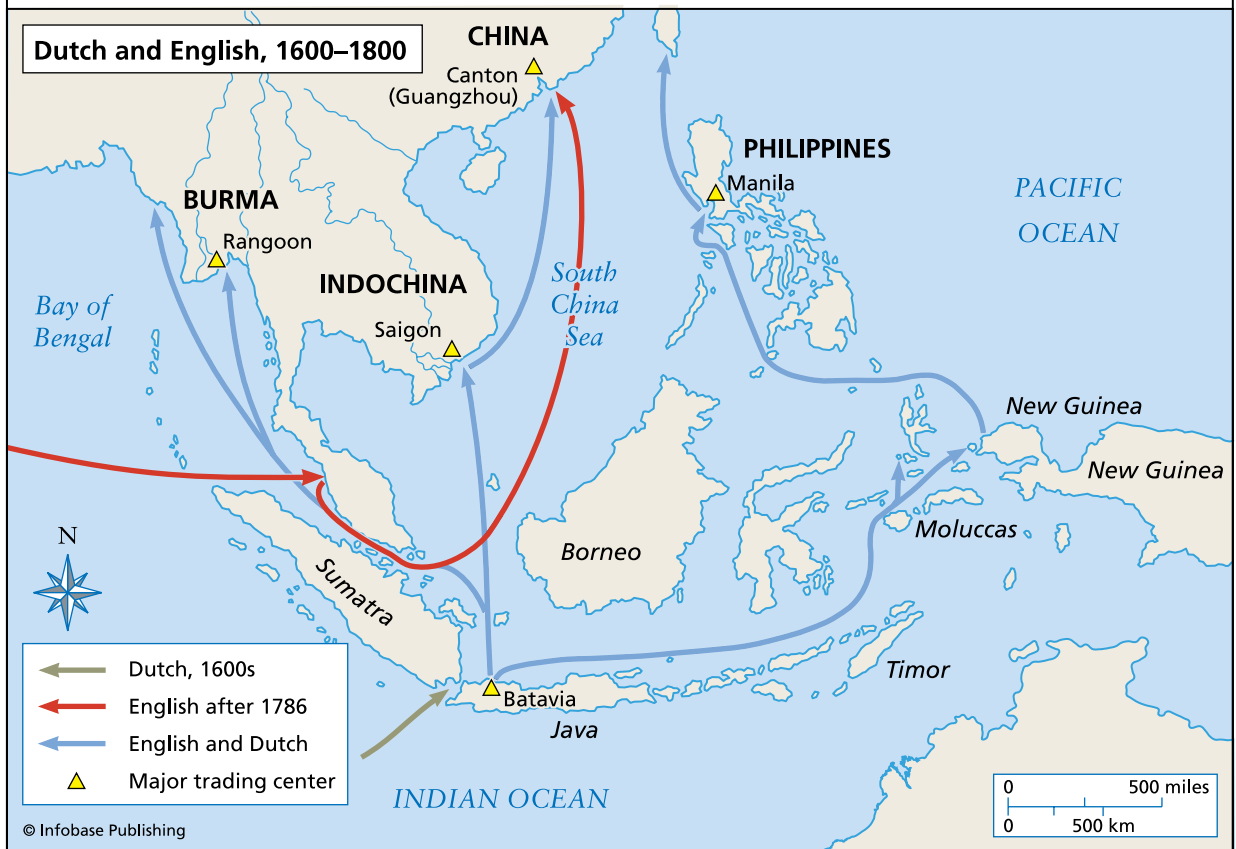 Dutch and English, 1600–1800
CHINA
Canton
(Guangzhou)
PHILIPPINES
Manila
PACIFIC
OCEAN
BURMA
Rangoon
INDOCHINA
Saigon
South
China
Sea
Bay of
Bengal
New Guinea
New Guinea
Moluccas
Borneo
Sumatra
N
Timor
Batavia
Java
INDIAN OCEAN
Dutch, 1600s
English after 1786
English and Dutch
Major trading center
0 500 miles
0 500 km
© Infobase Publishing